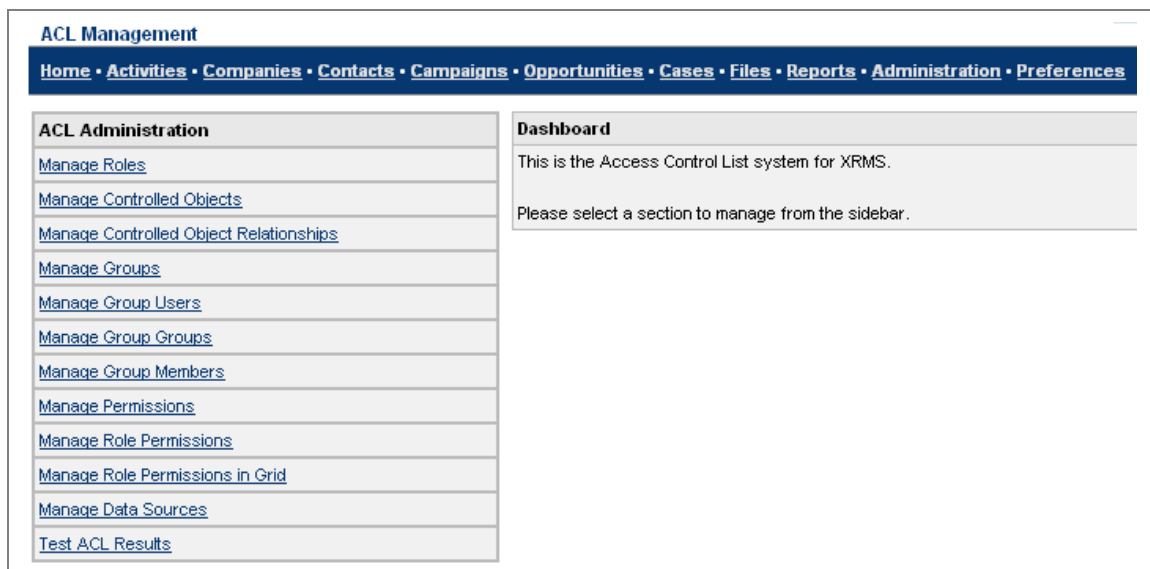 ACL Management
Home • Activities • Companies • Contacts • Campaigns • Opportunities • Cases • Files • Reports • Administration • Preferences
ACL Administration
Manage Roles
Manage Controlled Objects
Manage Controlled Object Relationships
Manage Groups
Manage Group Users
Manage Group Groups
Manage Group Members
Manage Permissions
Manage Role Permissions
Manage Role Permissions in Grid
Manage Data Sources
Test ACL Results
Dashboard
This is the Access Control List system for XRMS.
Please select a section to manage from the sidebar.